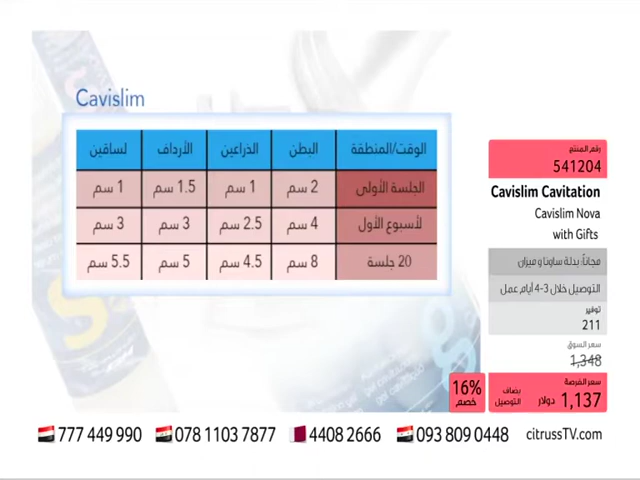 Cavislim
الوقت/المنطقة البطن الذراعين الأرداف لساقين
الجلسة الأولى 2 سم 1 سم 1.5 سم 1 سم
لأسبوع الأول 4 سم 2.5 سم 3 سم 3 سم
20 جلسة 8 سم 4.5 سم 5 سم 5.5 سم
رقم المنتج
541204
Cavislim Cavitation
Cavislim Nova
with Gifts
مجاناً: بدلة ساونا و ميزان
التوصيل خلال 3-4 أيام عمل
توفير
211
سعر السوق
1,348
سعر الفرصة
1,137 دولار
يضاف التوصيل
16%
خصم
777 449 990 078 1103 7877 4408 2666 093 809 0448 citrussTV.com